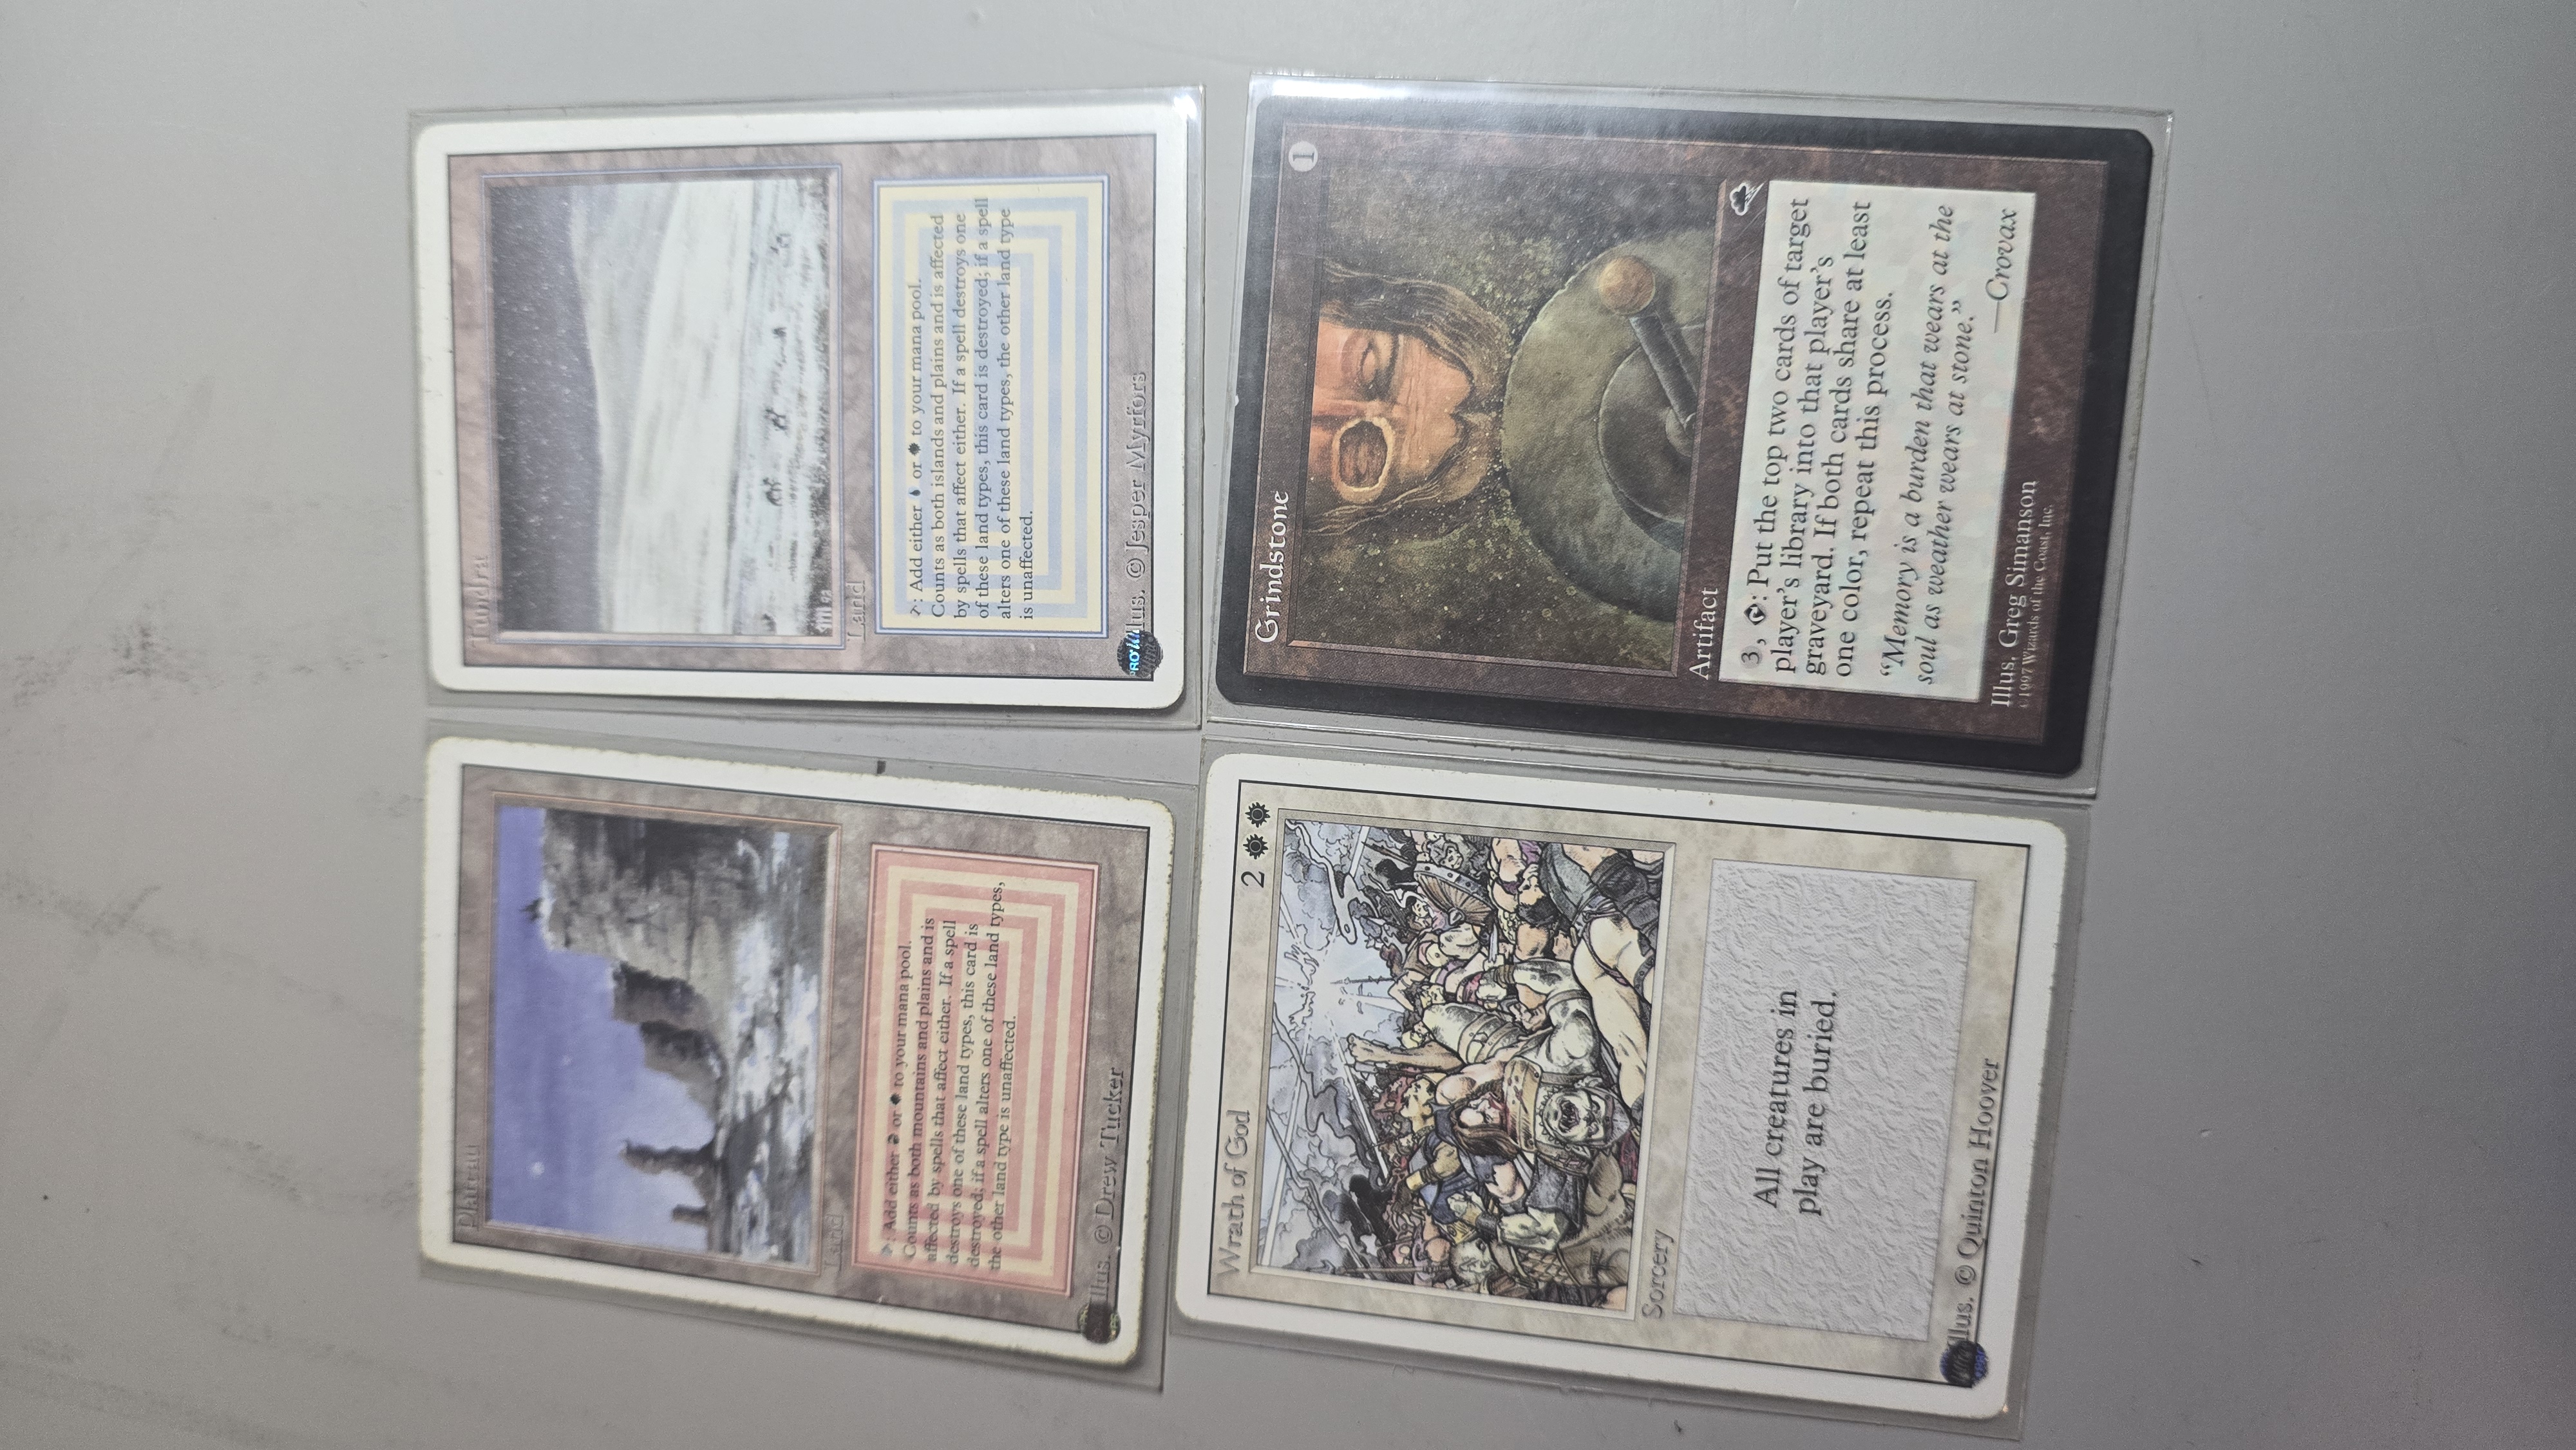 Plateau
Land
: Add either or to your mana pool.
Counts as both mountains and plains and is
affected by spells that affect either. If a spell
destroys one of these land types, this card is
destroyed; if a spell alters one of these land types,
the other land type is unaffected.
Illus. © Drew Tucker
Tundra
93
Land
: Add either or to your mana pool.
Counts as both islands and plains and is affected
by spells that affect either. If a spell destroys one
of these land types, this card is destroyed; if a spell
alters one of these land types, the other land type
is unaffected.
llus. © Jesper Myrfors
Wrath of God
2
Sorcery
All creatures in
play are buried.
llus. © Quinton Hoover
Grindstone
1
Artifact
3, : Put the top two cards of target
player's library into that player's
graveyard. If both cards share at least
one color, repeat this process.
“Memory is a burden that wears at the
soul as weather wears at stone.”
—Crovax
Illus. Greg Simanson
©1997 Wizards of the Coast, Inc.